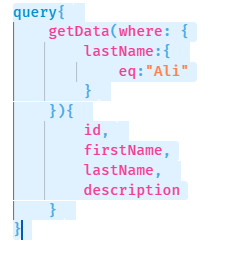 query{
    getData(where: {
        lastName:{
            eq:"Ali"
        }
    }){
        id,
        firstName,
        lastName,
        description
    }
}